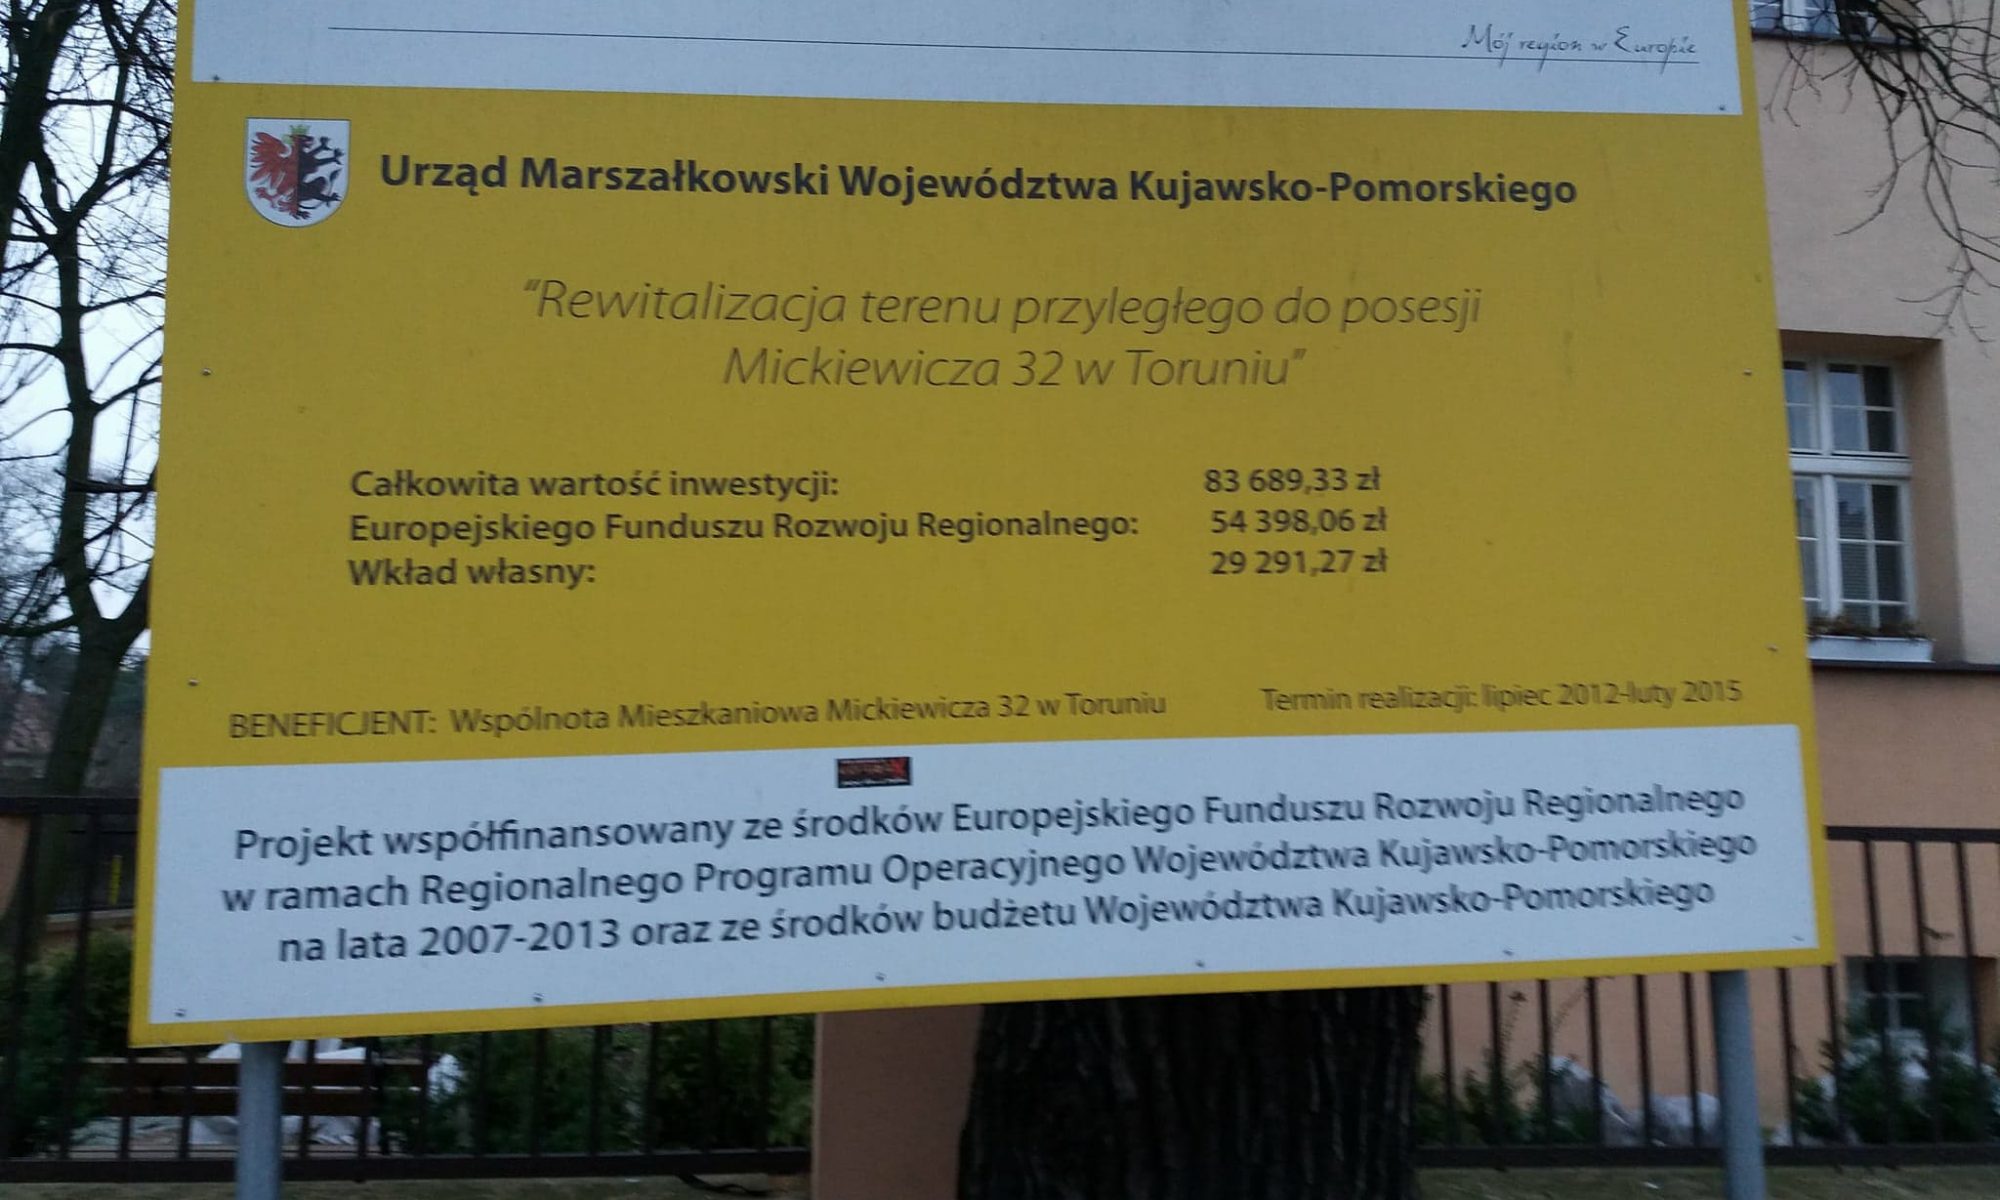 Mój region w Europie
Urząd Marszałkowski Województwa Kujawsko-Pomorskiego
"Rewitalizacja terenu przyległego do posesji
Mickiewicza 32 w Toruniu"
Całkowita wartość inwestycji: 83 689,33 zł
Europejskiego Funduszu Rozwoju Regionalnego: 54 398,06 zł
Wkład własny: 29 291,27 zł
BENEFICJENT: Wspólnota Mieszkaniowa Mickiewicza 32 w Toruniu Termin realizacji: lipiec 2012-luty 2015
Projekt współfinansowany ze środków Europejskiego Funduszu Rozwoju Regionalnego
w ramach Regionalnego Programu Operacyjnego Województwa Kujawsko-Pomorskiego
na lata 2007-2013 oraz ze środków budżetu Województwa Kujawsko-Pomorskiego